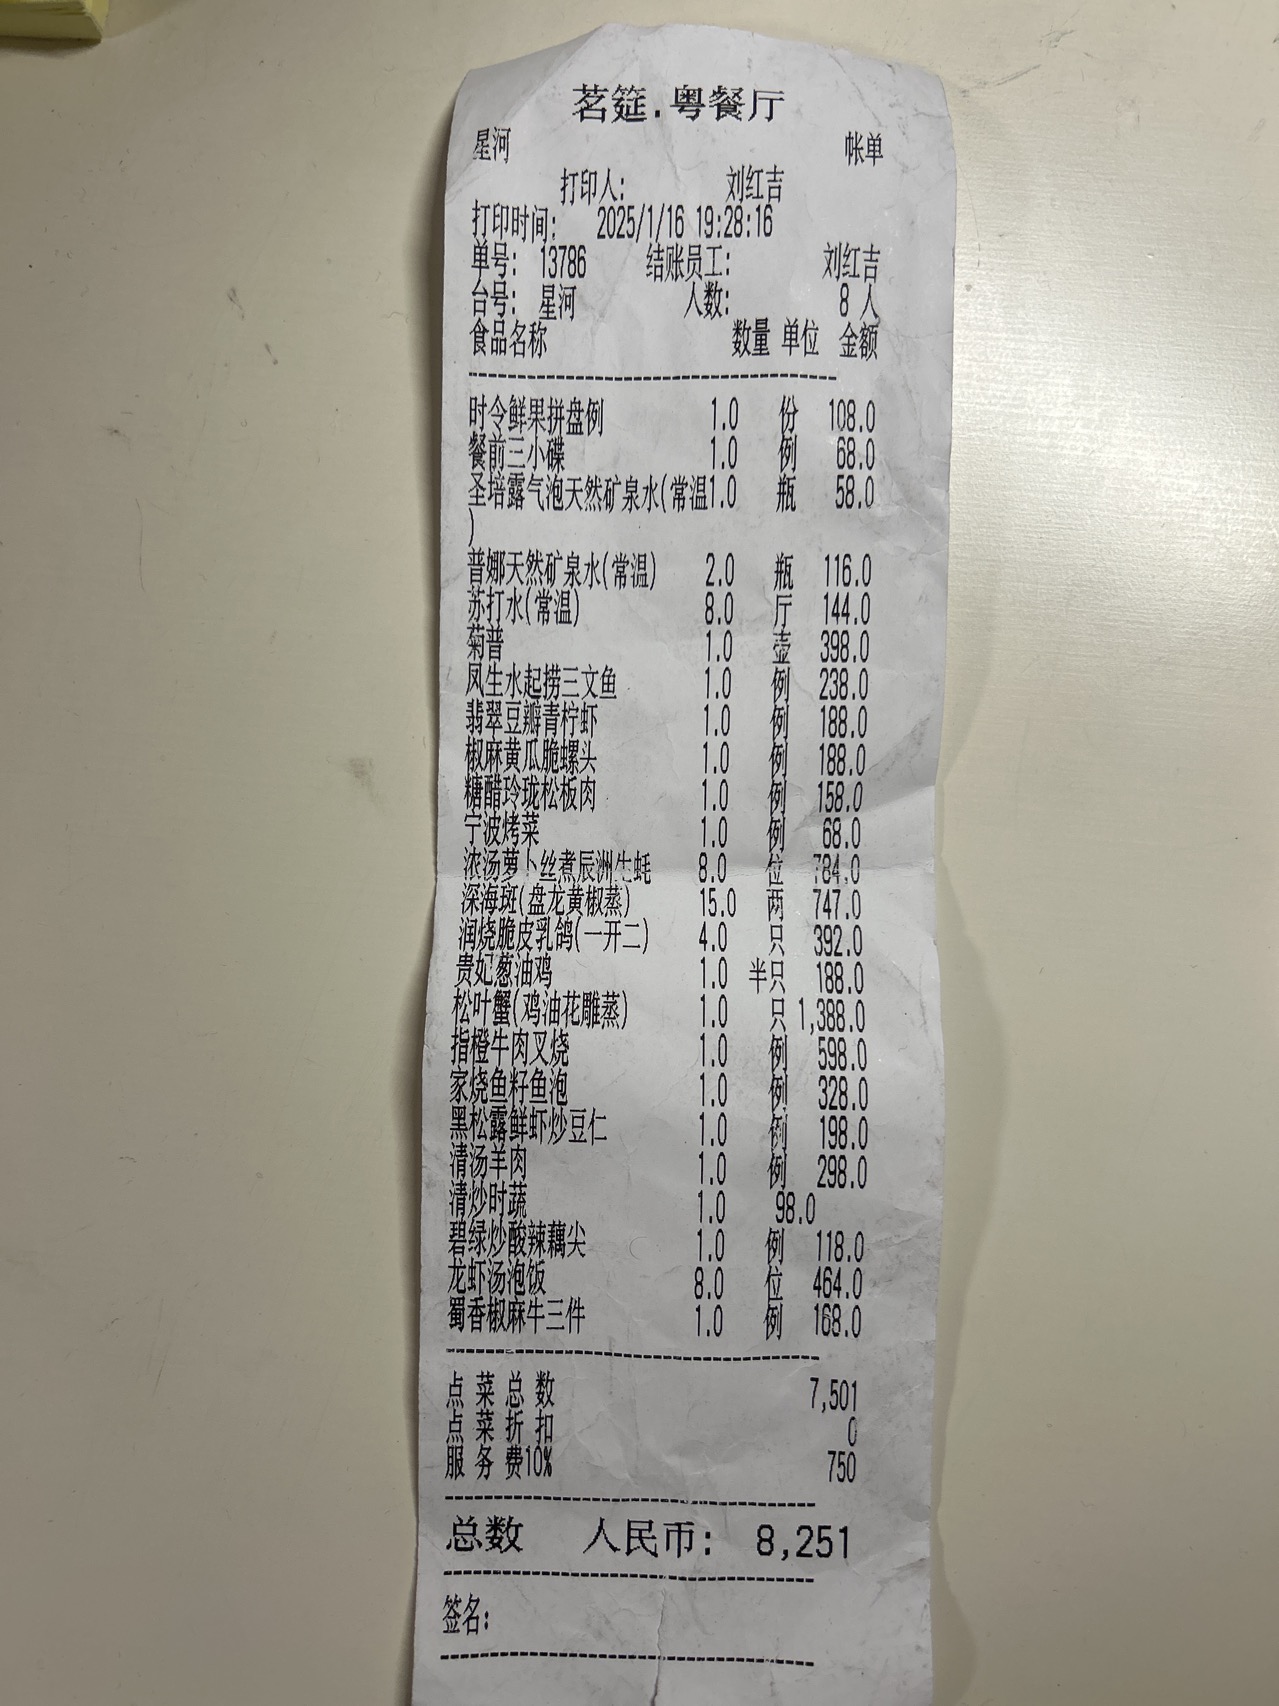 茗筵.粤餐厅
星河 帐单
打印人: 刘红吉
打印时间: 2025/1/16 19:28:16
单号: 13786 结账员工: 刘红吉
台号: 星河 人数: 8 人
食品名称 数量 单位 金额
时令鲜果拼盘例 1.0 份 108.0
餐前三小碟 1.0 例 68.0
圣培露气泡天然矿泉水(常温1.0 瓶 58.0
)
普娜天然矿泉水(常温) 2.0 瓶 116.0
苏打水(常温) 8.0 厅 144.0
菊普 1.0 壶 398.0
风生水起捞三文鱼 1.0 例 238.0
翡翠豆瓣青柠虾 1.0 例 188.0
椒麻黄瓜脆螺头 1.0 例 188.0
糖醋玲珑松板肉 1.0 例 158.0
宁波烤菜 1.0 例 68.0
浓汤萝卜丝煮辰洲生蚝 8.0 位 784.0
深海斑(盘龙黄椒蒸) 15.0 两 747.0
润烧脆皮乳鸽(一开二) 4.0 只 392.0
贵妃葱油鸡 1.0 半只 188.0
松叶蟹(鸡油花雕蒸) 1.0 只 1,388.0
指橙牛肉叉烧 1.0 例 598.0
家烧鱼籽鱼泡 1.0 例 328.0
黑松露鲜虾炒豆仁 1.0 例 198.0
清汤羊肉 1.0 例 298.0
清炒时蔬 1.0 98.0
碧绿炒酸辣藕尖 1.0 例 118.0
龙虾汤泡饭 8.0 位 464.0
蜀香椒麻牛三件 1.0 例 168.0
点菜总数 7,501
点菜折扣 0
服务费10% 750
总数 人民币: 8,251
签名: